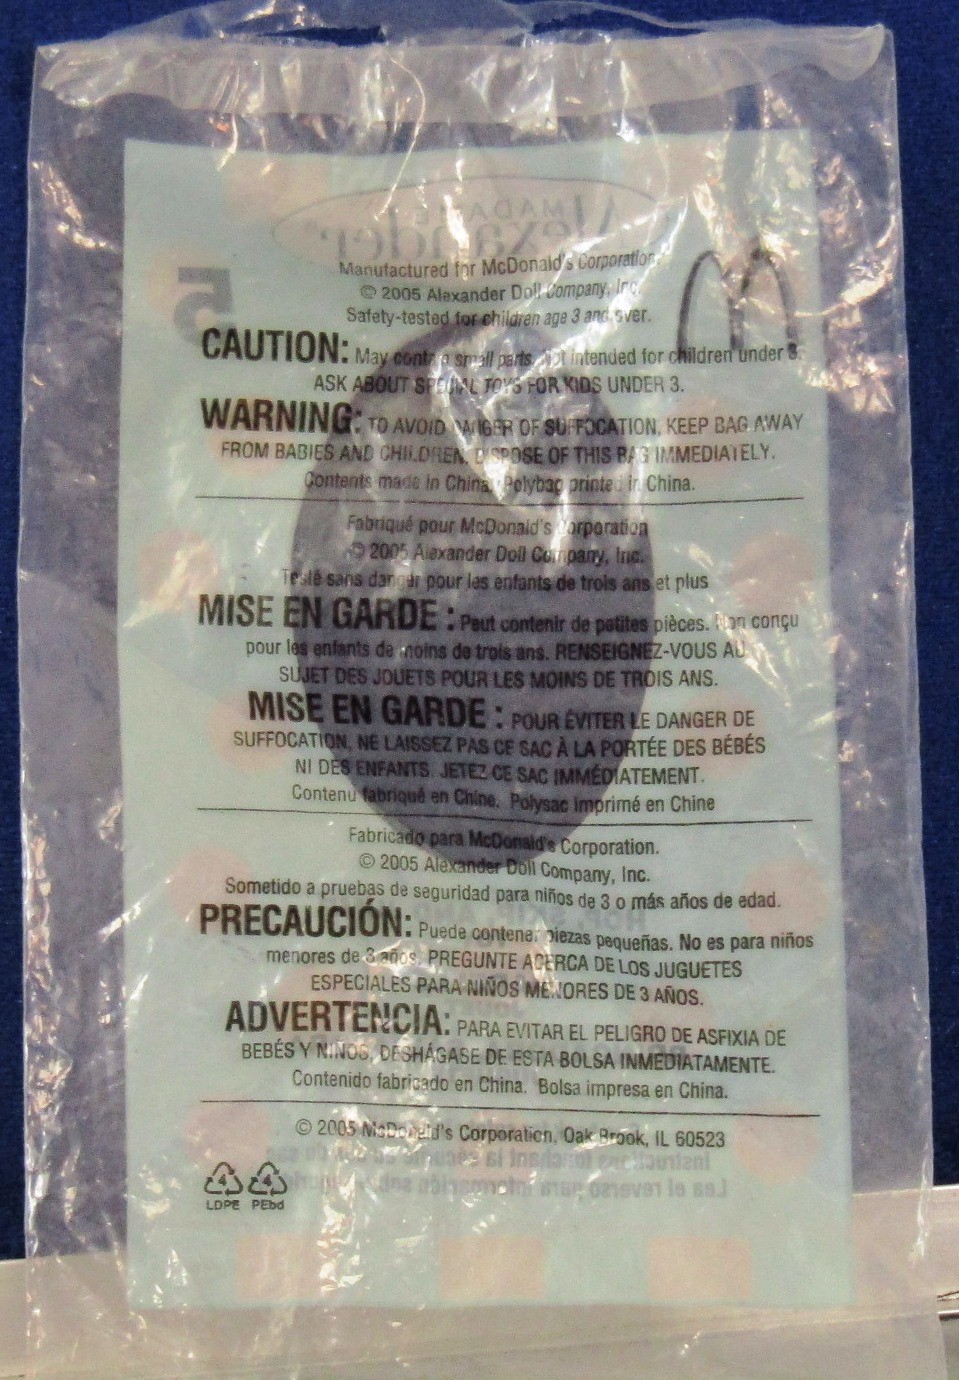 MADAME
Alexander®
5
Manufactured for McDonald's Corporation.
© 2005 Alexander Doll Company, Inc.
Safety-tested for children age 3 and over.
CAUTION: May contain small parts. Not intended for children under 3.
ASK ABOUT SPECIAL TOYS FOR KIDS UNDER 3.
WARNING: TO AVOID DANGER OF SUFFOCATION, KEEP BAG AWAY
FROM BABIES AND CHILDREN. DISPOSE OF THIS BAG IMMEDIATELY.
Contents made in China. Polybag printed in China.
Fabriqué pour McDonald's Corporation
© 2005 Alexander Doll Company, Inc.
Testé sans danger pour les enfants de trois ans et plus
MISE EN GARDE : Peut contenir de petites pièces. Non conçu
pour les enfants de moins de trois ans. RENSEIGNEZ-VOUS AU
SUJET DES JOUETS POUR LES MOINS DE TROIS ANS.
MISE EN GARDE : POUR ÉVITER LE DANGER DE
SUFFOCATION, NE LAISSEZ PAS CE SAC À LA PORTÉE DES BÉBÉS
NI DES ENFANTS. JETEZ CE SAC IMMÉDIATEMENT.
Contenu fabriqué en Chine. Polysac imprimé en Chine
Fabricado para McDonald's Corporation.
© 2005 Alexander Doll Company, Inc.
Sometido a pruebas de seguridad para niños de 3 o más años de edad.
PRECAUCIÓN: Puede contener piezas pequeñas. No es para niños
menores de 3 años. PREGUNTE ACERCA DE LOS JUGUETES
ESPECIALES PARA NIÑOS MENORES DE 3 AÑOS.
ADVERTENCIA: PARA EVITAR EL PELIGRO DE ASFIXIA DE
BEBÉS Y NIÑOS, DESHÁGASE DE ESTA BOLSA INMEDIATAMENTE.
Contenido fabricado en China. Bolsa impresa en China.
© 2005 McDonald's Corporation, Oak Brook, IL 60523
Lea el reverso para información sobre
4 4
LDPE PEbd